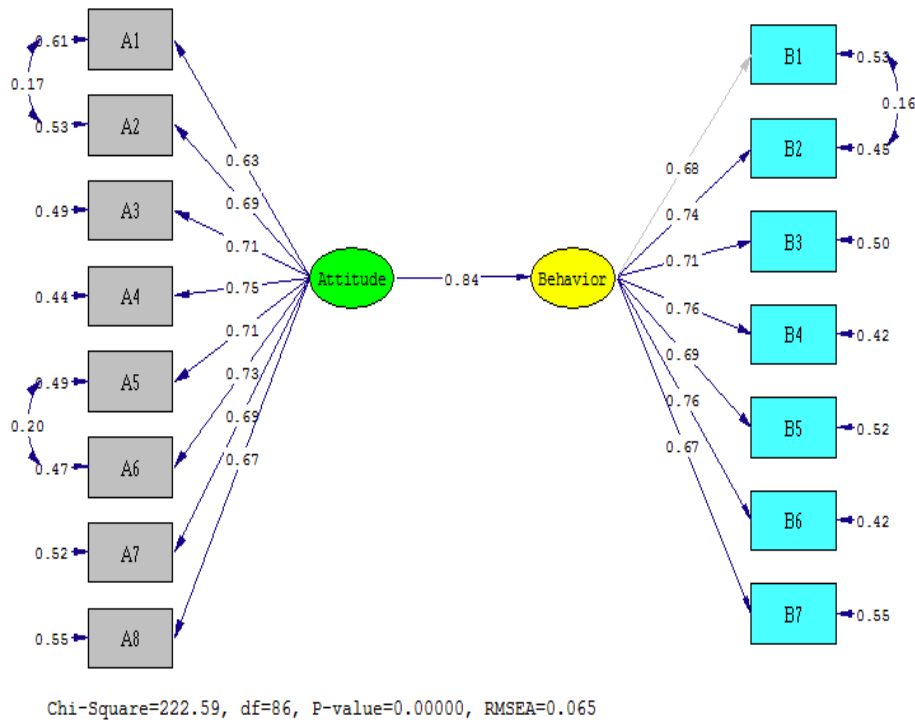 0.61 A1
0.17
0.53 A2
0.49 A3
0.44 A4
0.49 A5
0.20
0.47 A6
0.52 A7
0.55 A8
0.63
0.69
0.71
0.75
0.71
0.73
0.69
0.67
Attitude
0.84
Behavior
0.68
0.74
0.71
0.76
0.69
0.76
0.67
B1 0.53
0.16
B2 0.45
B3 0.50
B4 0.42
B5 0.52
B6 0.42
B7 0.55
Chi-Square=222.59, df=86, P-value=0.00000, RMSEA=0.065